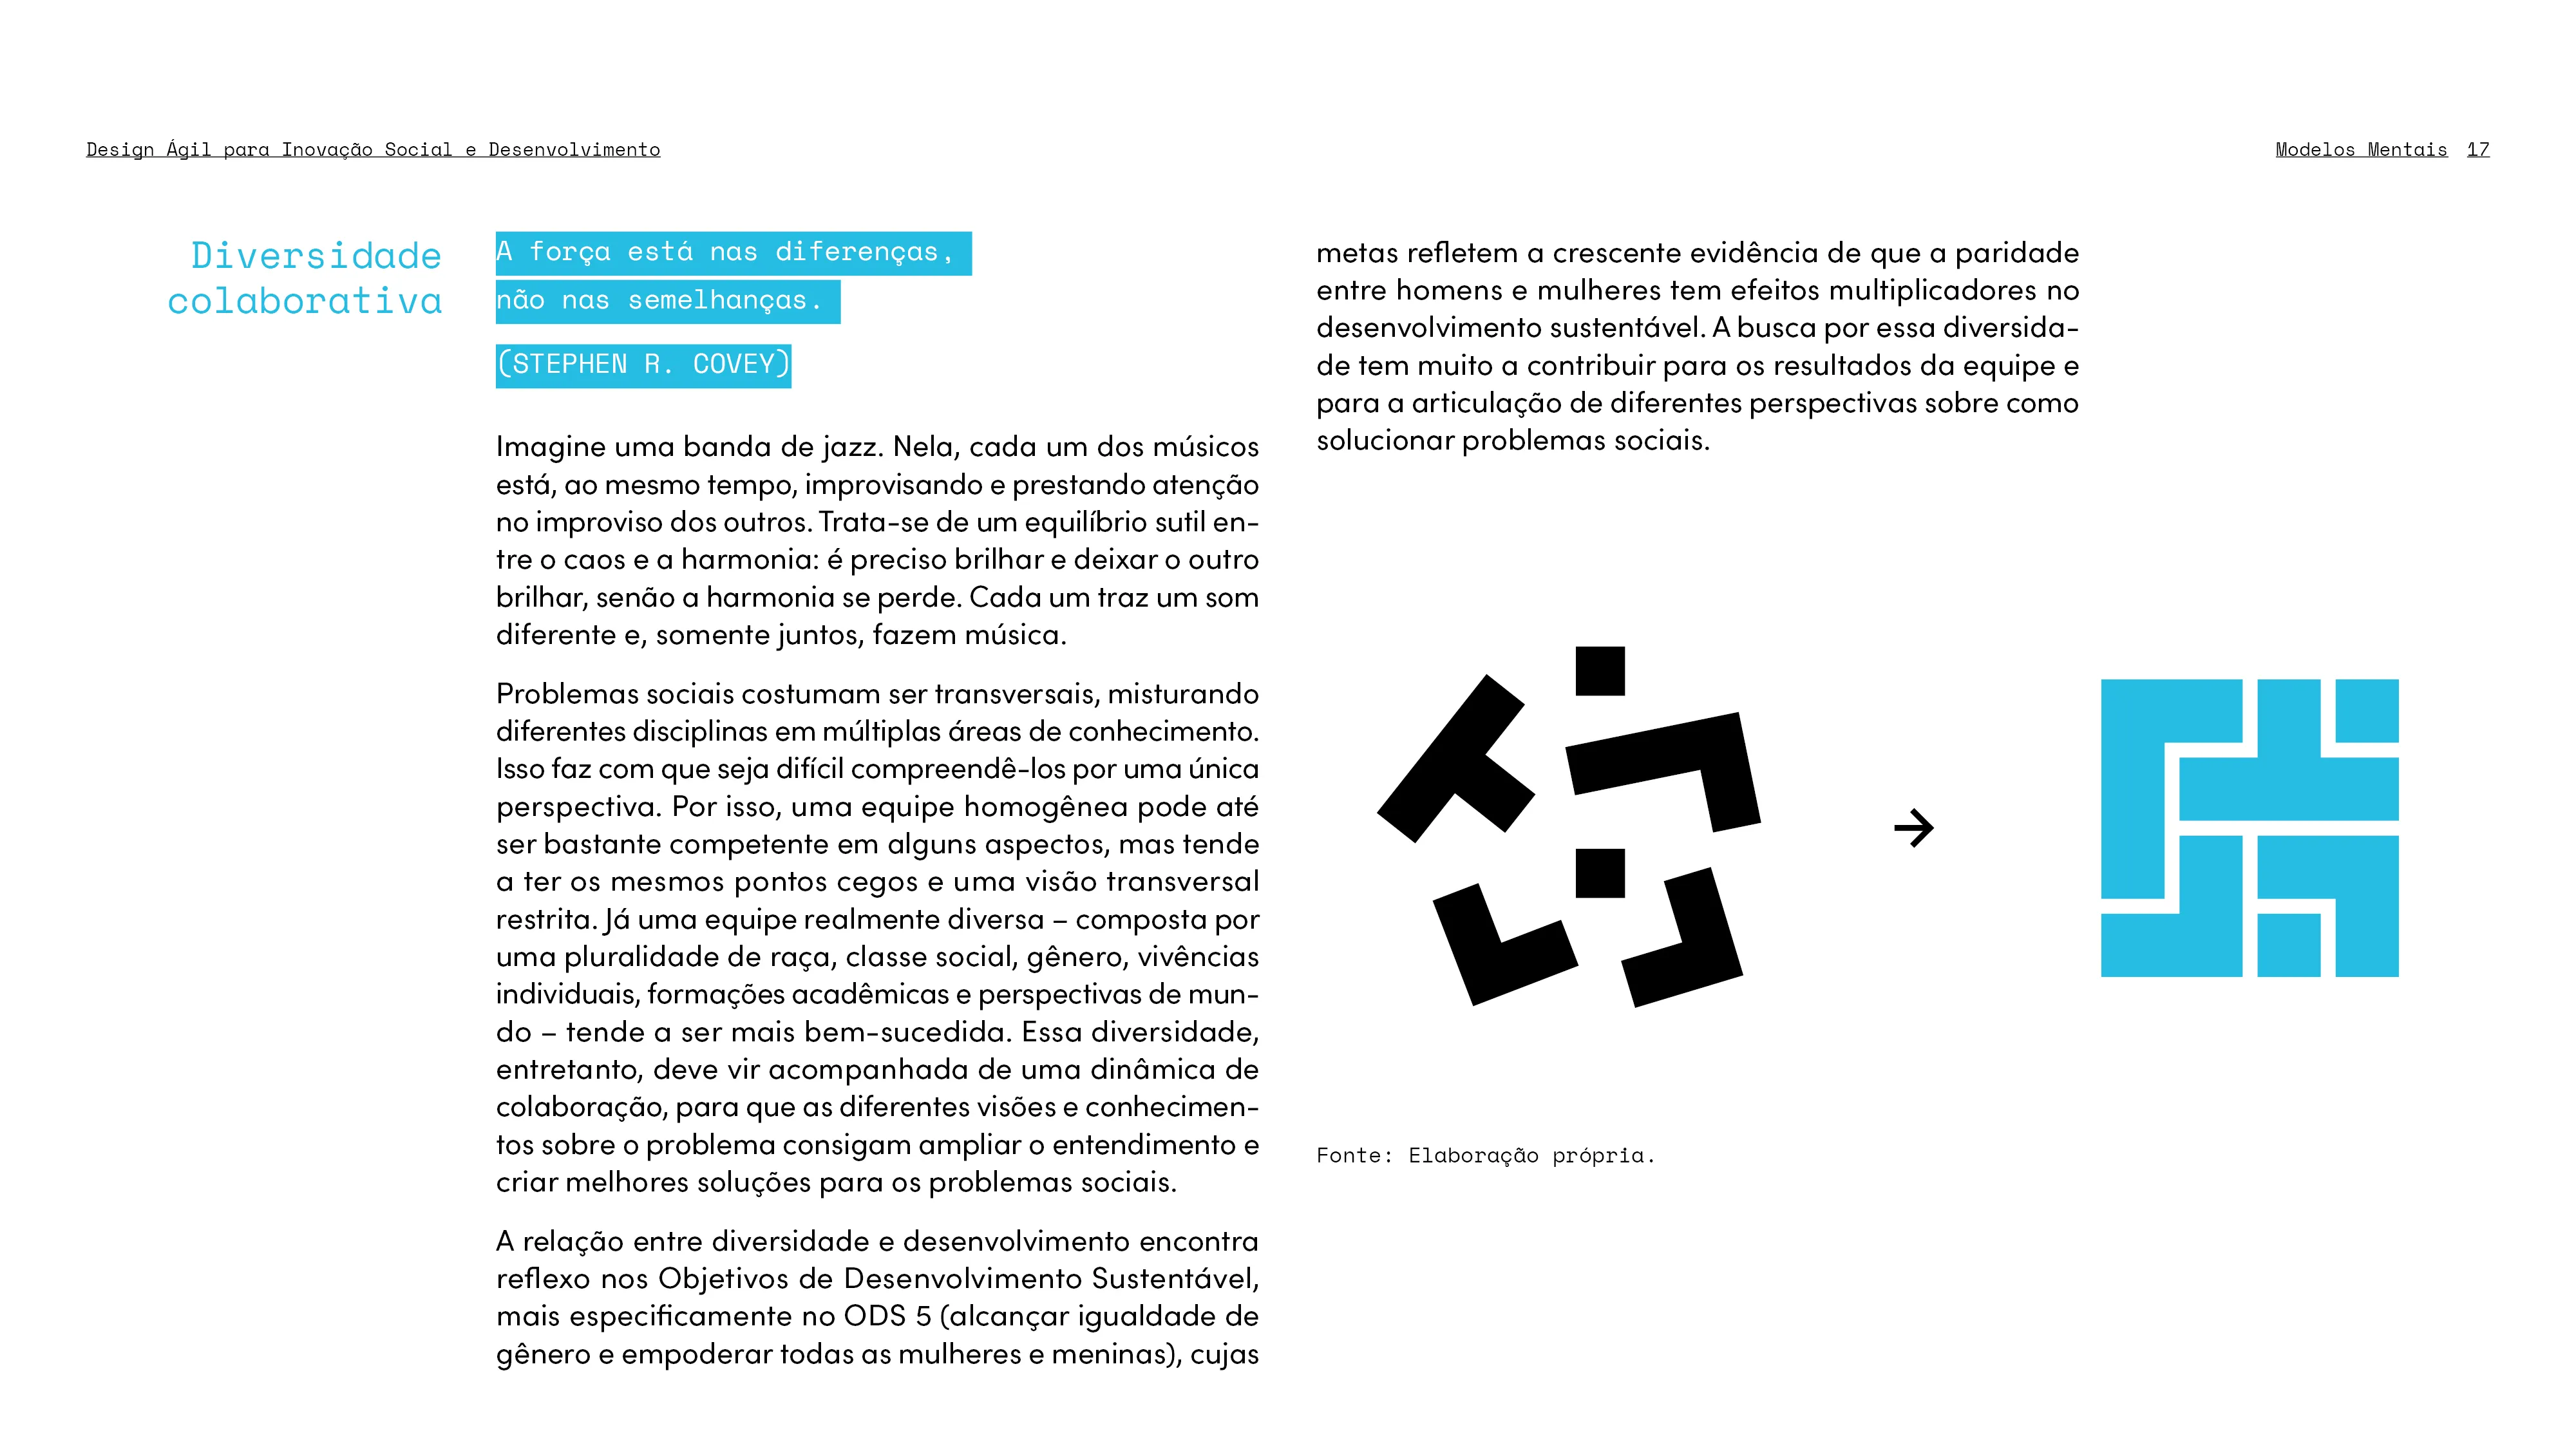 Design Ágil para Inovação Social e Desenvolvimento
Modelos Mentais 17
Diversidade
colaborativa
A força está nas diferenças,
não nas semelhanças.
(STEPHEN R. COVEY)
Imagine uma banda de jazz. Nela, cada um dos músicos
está, ao mesmo tempo, improvisando e prestando atenção
no improviso dos outros. Trata-se de um equilíbrio sutil en-
tre o caos e a harmonia: é preciso brilhar e deixar o outro
brilhar, senão a harmonia se perde. Cada um traz um som
diferente e, somente juntos, fazem música.
Problemas sociais costumam ser transversais, misturando
diferentes disciplinas em múltiplas áreas de conhecimento.
Isso faz com que seja difícil compreendê-los por uma única
perspectiva. Por isso, uma equipe homogênea pode até
ser bastante competente em alguns aspectos, mas tende
a ter os mesmos pontos cegos e uma visão transversal
restrita. Já uma equipe realmente diversa – composta por
uma pluralidade de raça, classe social, gênero, vivências
individuais, formações acadêmicas e perspectivas de mun-
do – tende a ser mais bem-sucedida. Essa diversidade,
entretanto, deve vir acompanhada de uma dinâmica de
colaboração, para que as diferentes visões e conhecimen-
tos sobre o problema consigam ampliar o entendimento e
criar melhores soluções para os problemas sociais.
A relação entre diversidade e desenvolvimento encontra
reflexo nos Objetivos de Desenvolvimento Sustentável,
mais especificamente no ODS 5 (alcançar igualdade de
gênero e empoderar todas as mulheres e meninas), cujas
metas refletem a crescente evidência de que a paridade
entre homens e mulheres tem efeitos multiplicadores no
desenvolvimento sustentável. A busca por essa diversida-
de tem muito a contribuir para os resultados da equipe e
para a articulação de diferentes perspectivas sobre como
solucionar problemas sociais.
Fonte: Elaboração própria.